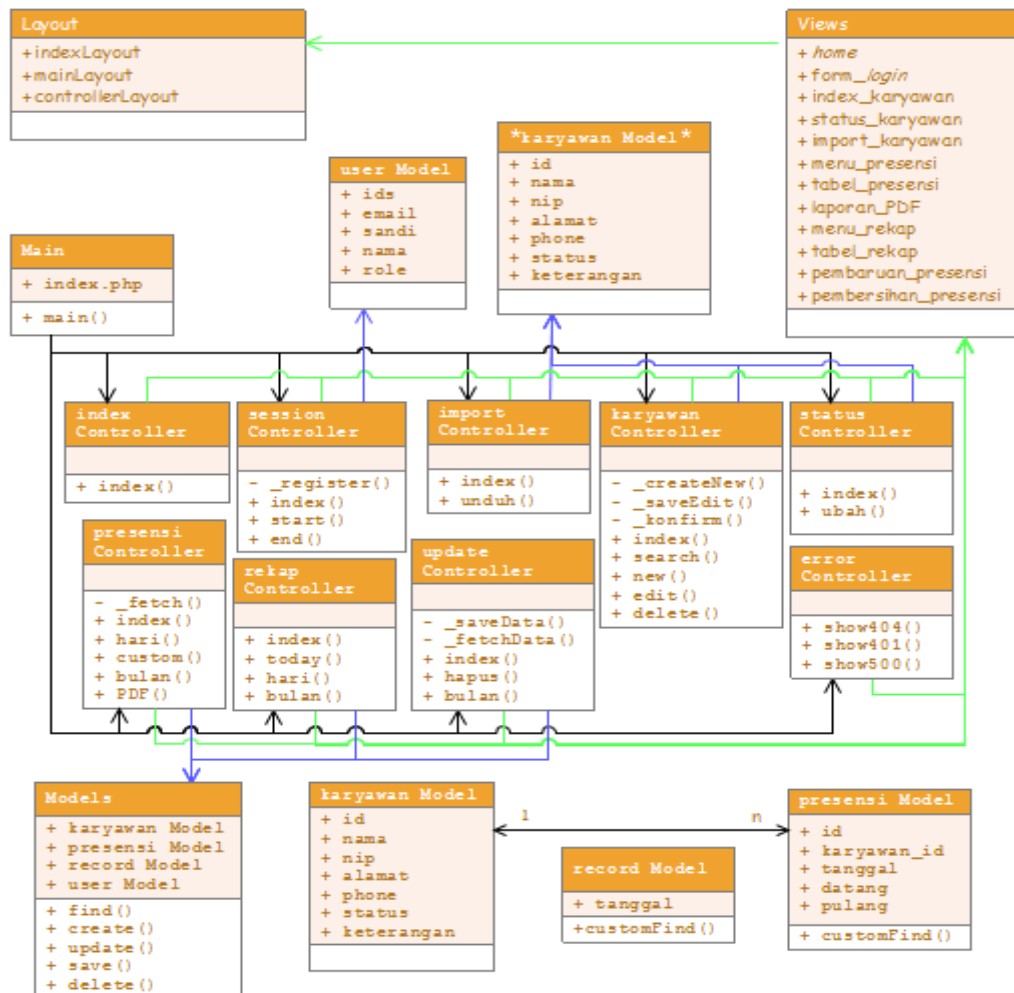 Layout
+indexLayout
+mainLayout
+controllerLayout
Views
+home
+form_login
+index_karyawan
+status_karyawan
+import_karyawan
+menu_presensi
+tabel_presensi
+laporan_PDF
+menu_rekap
+tabel_rekap
+pembaruan_presensi
+pembersihan_presensi
*karyawan Model*
+ id
+ nama
+ nip
+ alamat
+ phone
+ status
+ keterangan
user Model
+ ids
+ email
+ sandi
+ nama
+ role
Main
+ index.php
+ main()
index
Controller
+ index()
session
Controller
- _register()
+ index()
+ start()
+ end()
import
Controller
+ index()
+ unduh()
karyawan
Controller
- _createNew()
- _saveEdit()
- _konfirm()
+ index()
+ search()
+ new()
+ edit()
+ delete()
status
Controller
+ index()
+ ubah()
presensi
Controller
- _fetch()
+ index()
+ hari()
+ custom()
+ bulan()
+ PDF()
rekap
Controller
+ index()
+ today()
+ hari()
+ bulan()
update
Controller
- _saveData()
- _fetchData()
+ index()
+ hapus()
+ bulan()
error
Controller
+ show404()
+ show401()
+ show500()
Models
+ karyawan Model
+ presensi Model
+ record Model
+ user Model
+ find()
+ create()
+ update()
+ save()
+ delete()
karyawan Model
+ id
+ nama
+ nip
+ alamat
+ phone
+ status
+ keterangan
1
n
record Model
+ tanggal
+customFind()
presensi Model
+ id
+ karyawan_id
+ tanggal
+ datang
+ pulang
+ customFind()